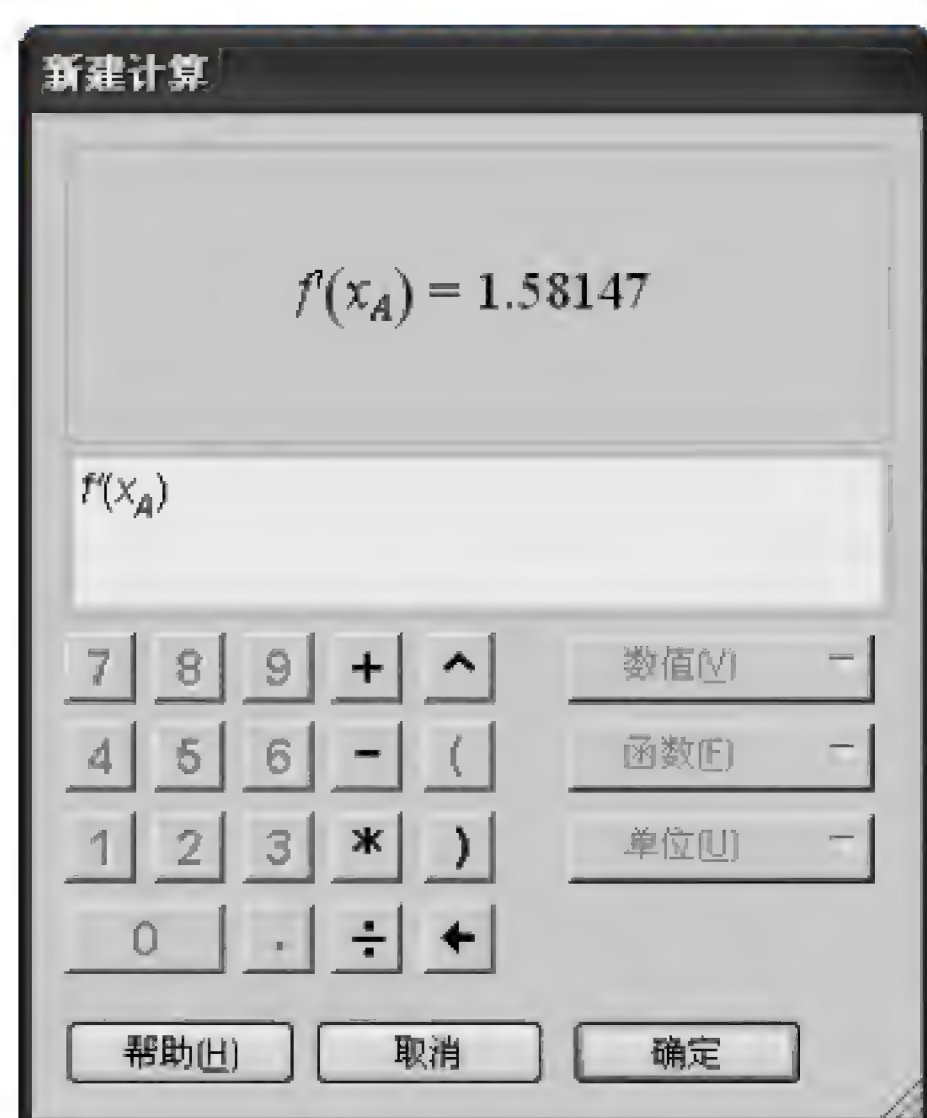 新建计算
f'(x_A) = 1.58147
f'(x_A)
7 8 9 + ^ 数值(V)
4 5 6 - ( 函数(F)
1 2 3 * ) 单位(U)
0 . ÷ ←
帮助(H) 取消 确定